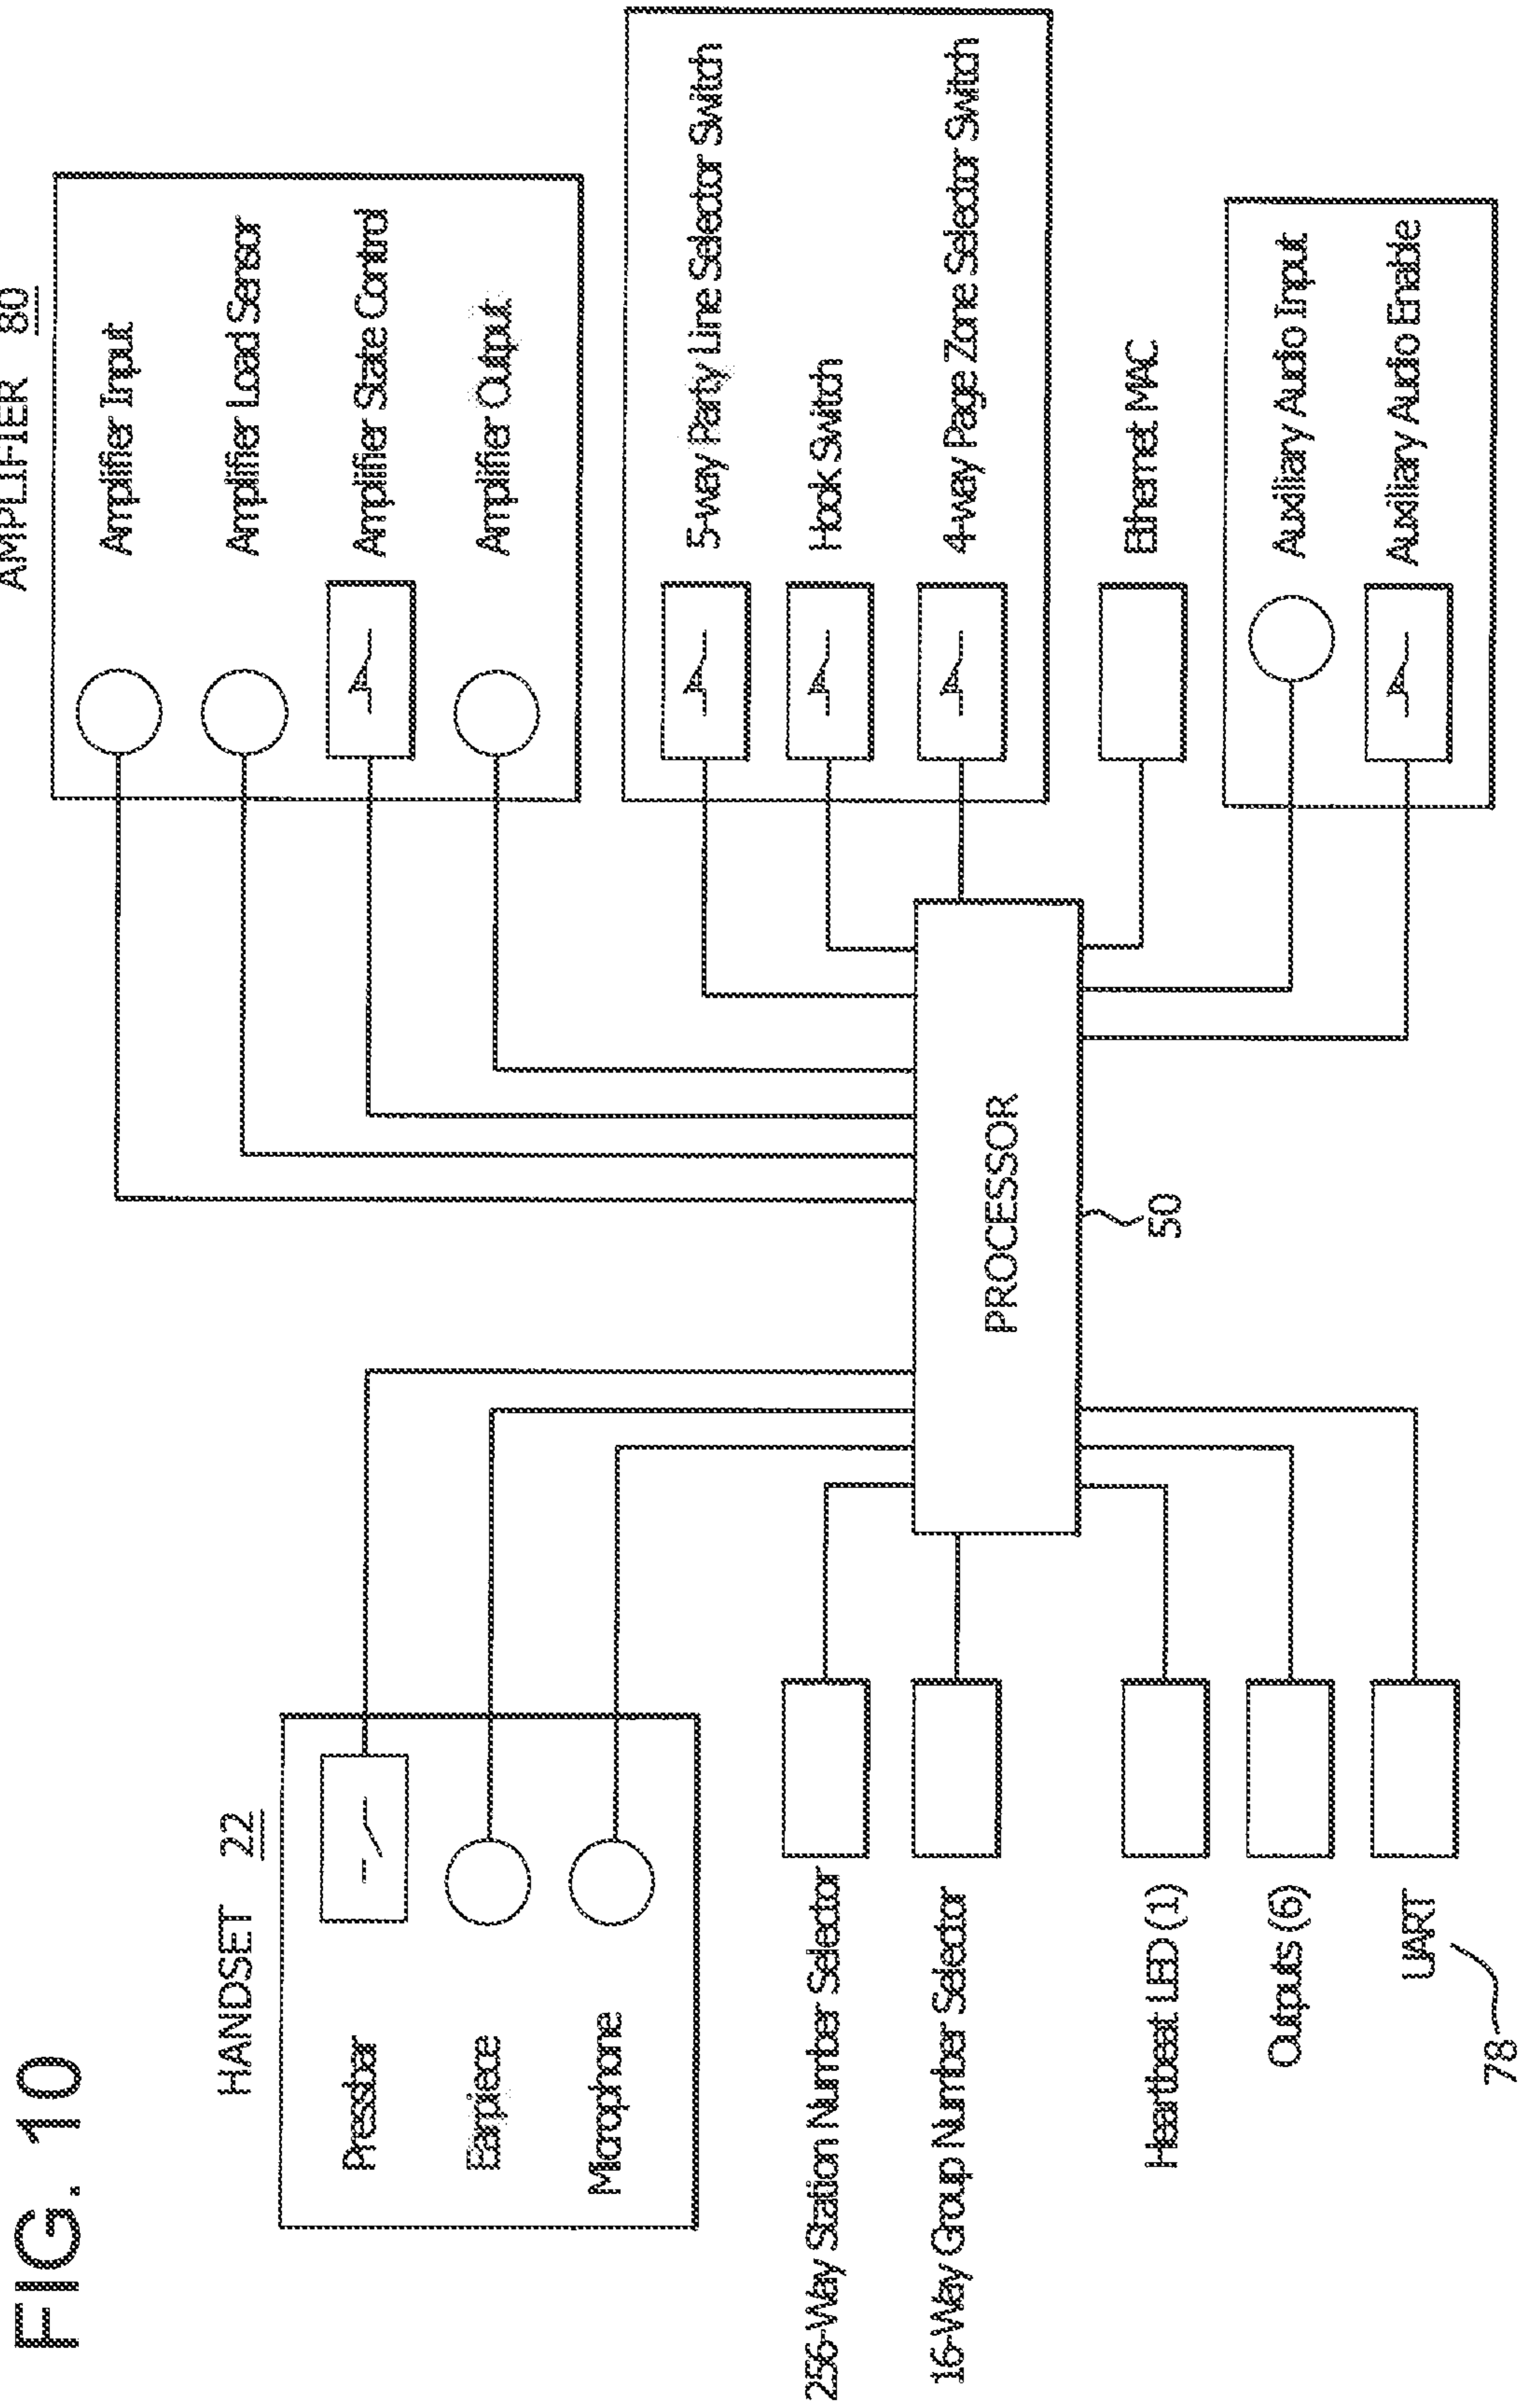 FIG. 10
HANDSET 22
Pressbar
Earpiece
Microphone
256-Way Station Number Selector
16-Way Group Number Selector
Heartbeat LED (1)
Outputs (6)
UART
78
PROCESSOR
50
AMPLIFIER 80
Amplifier Input
Amplifier Load Sensor
Amplifier State Control
Amplifier Output
5-way Party Line Selector Switch
Hook Switch
4-way Page Zone Selector Switch
Ethernet MAC
Auxiliary Audio Input
Auxiliary Audio Enable